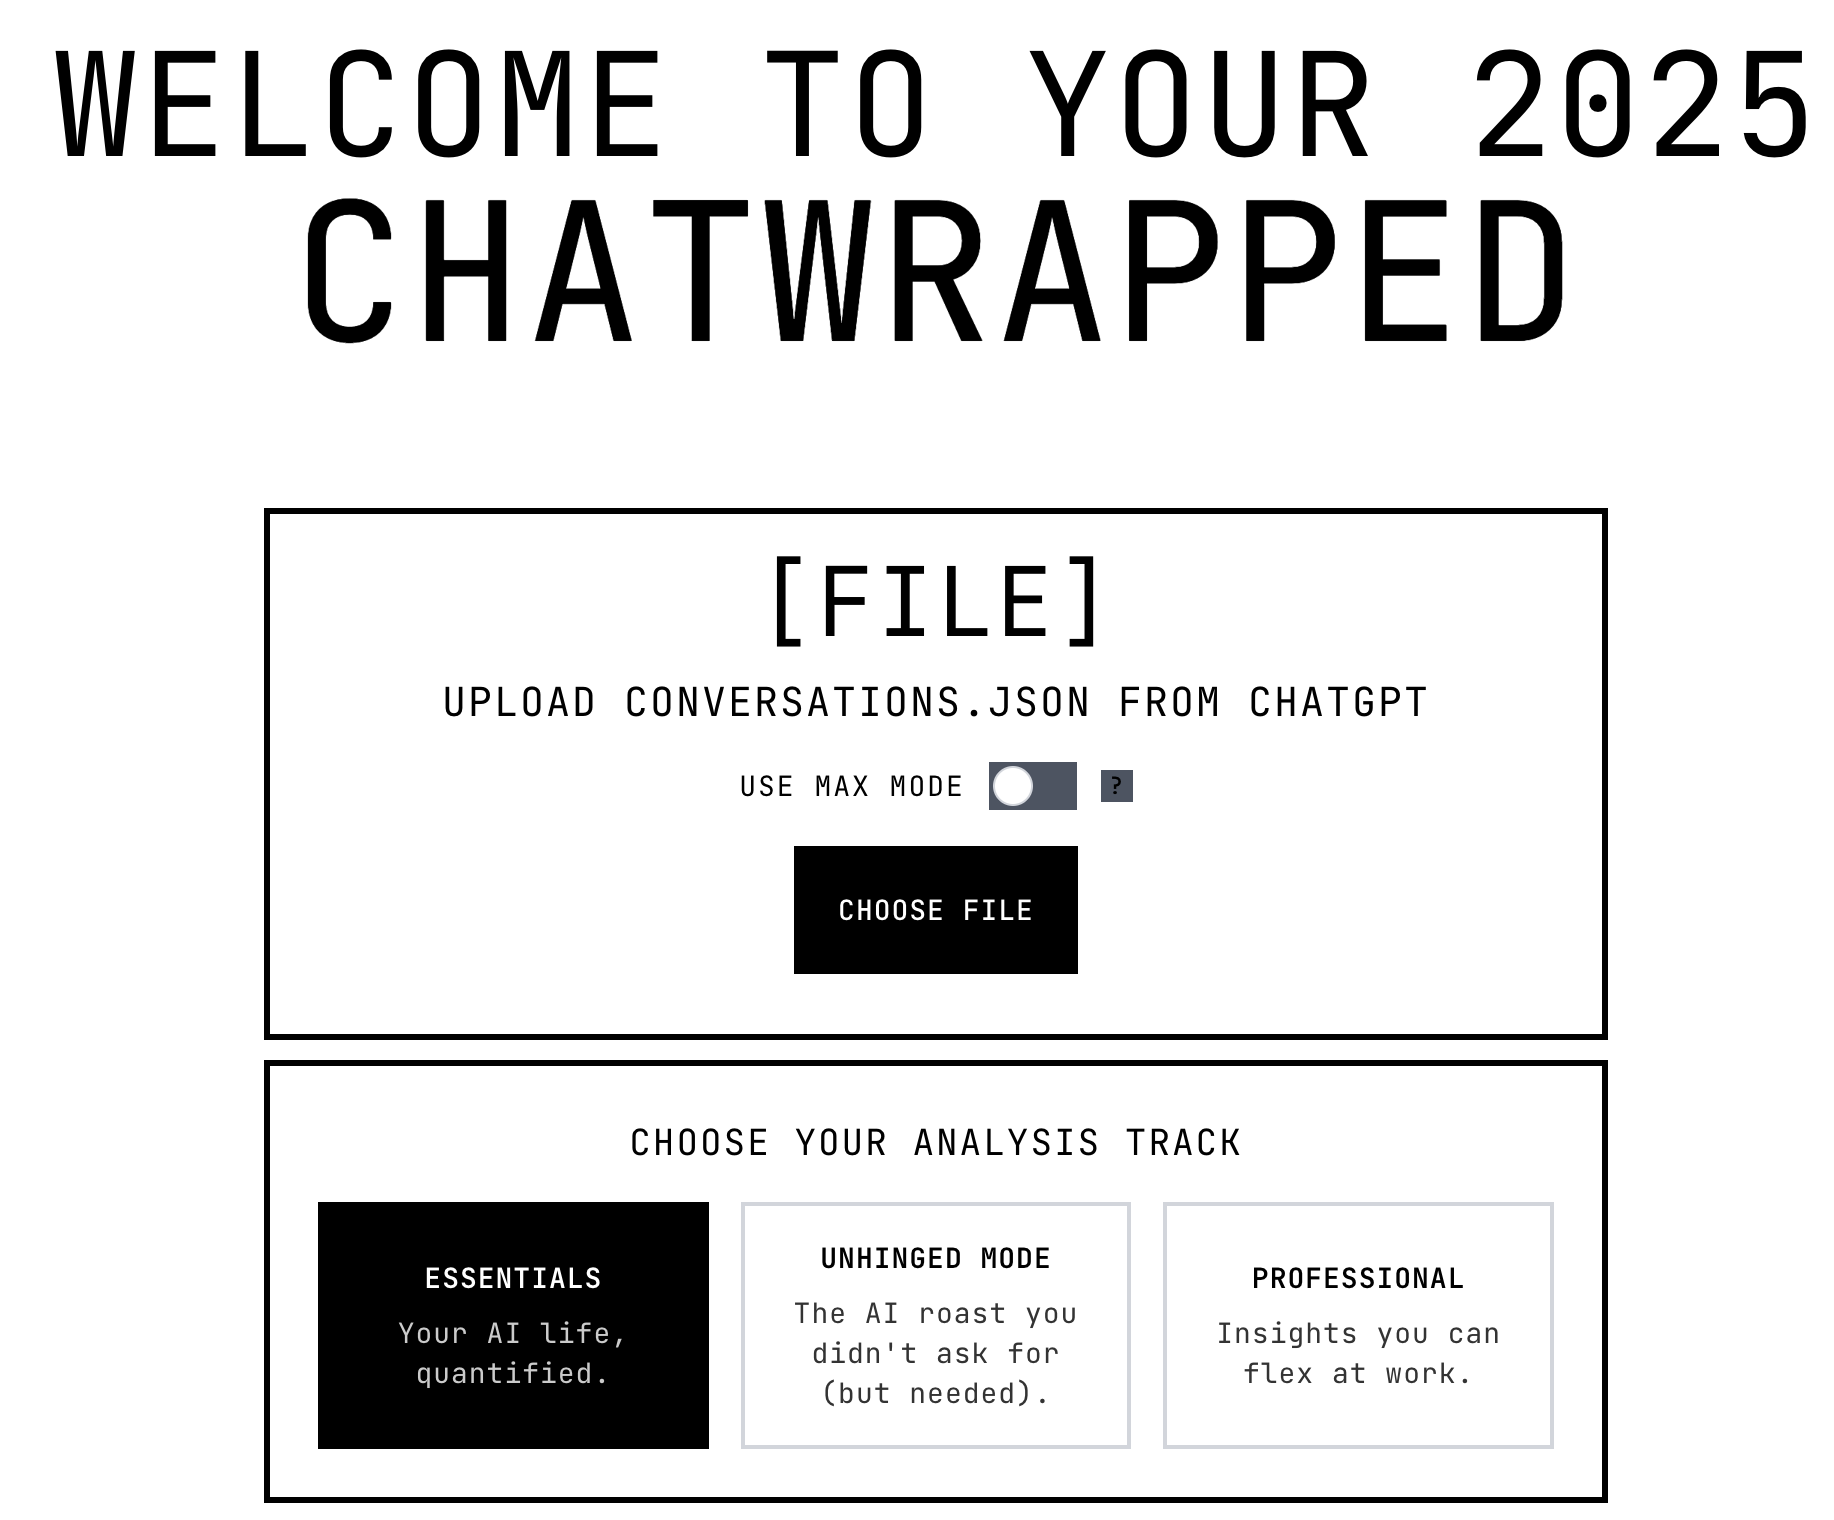 WELCOME TO YOUR 2025
CHATWRAPPED
[FILE]
UPLOAD CONVERSATIONS.JSON FROM CHATGPT
USE MAX MODE ?
CHOOSE FILE
CHOOSE YOUR ANALYSIS TRACK
ESSENTIALS
Your AI life,
quantified.
UNHINGED MODE
The AI roast you
didn't ask for
(but needed).
PROFESSIONAL
Insights you can
flex at work.